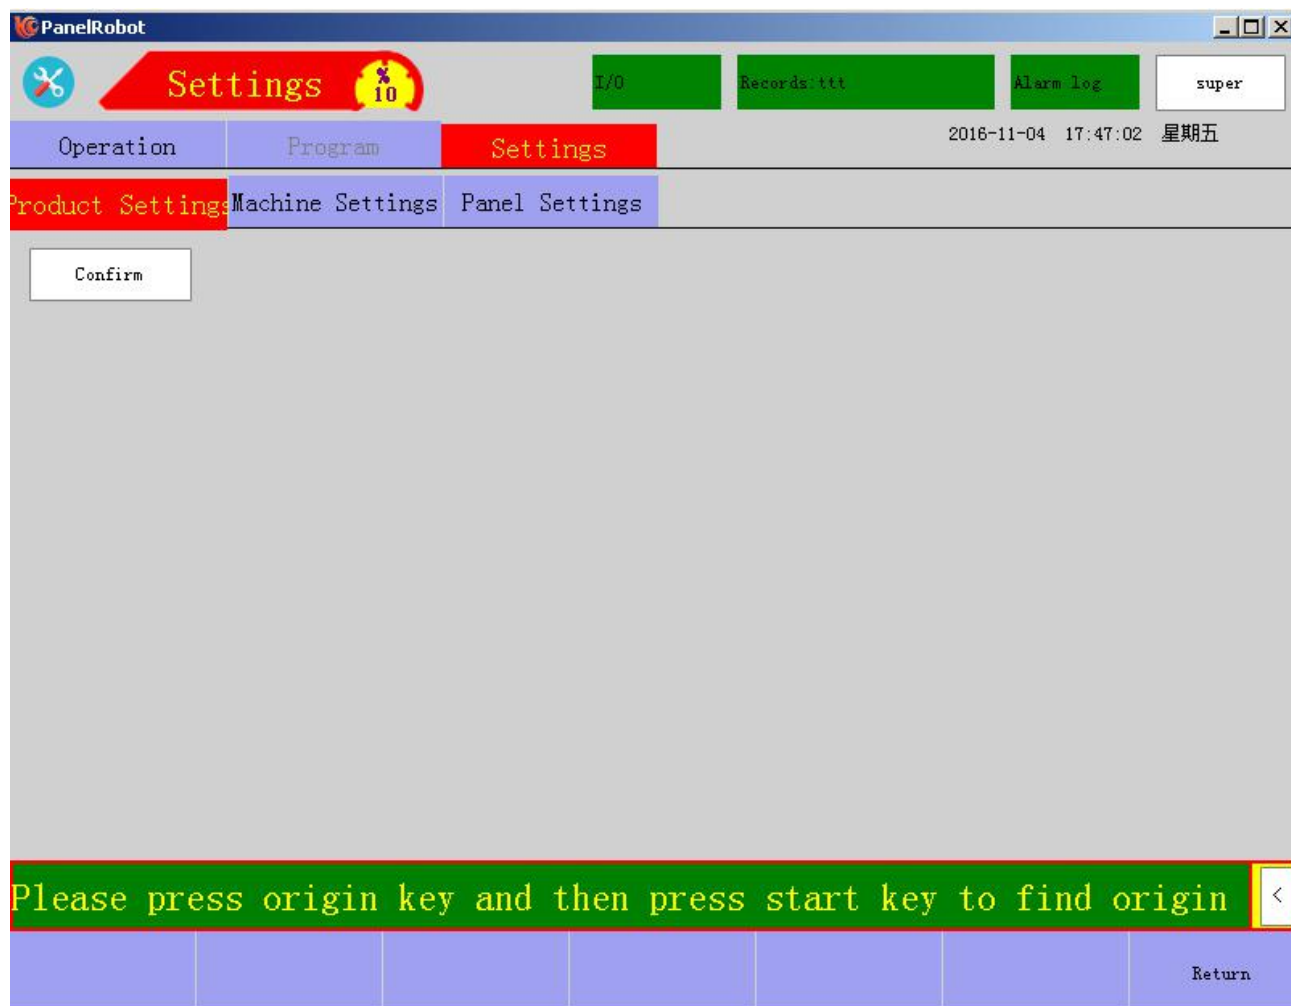 PanelRobot
Settings % 10 I/O Records:ttt Alarm log super
Operation Program Settings 2016-11-04 17:47:02 星期五
Product Settings Machine Settings Panel Settings
Confirm
Please press origin key and then press start key to find origin <
Return